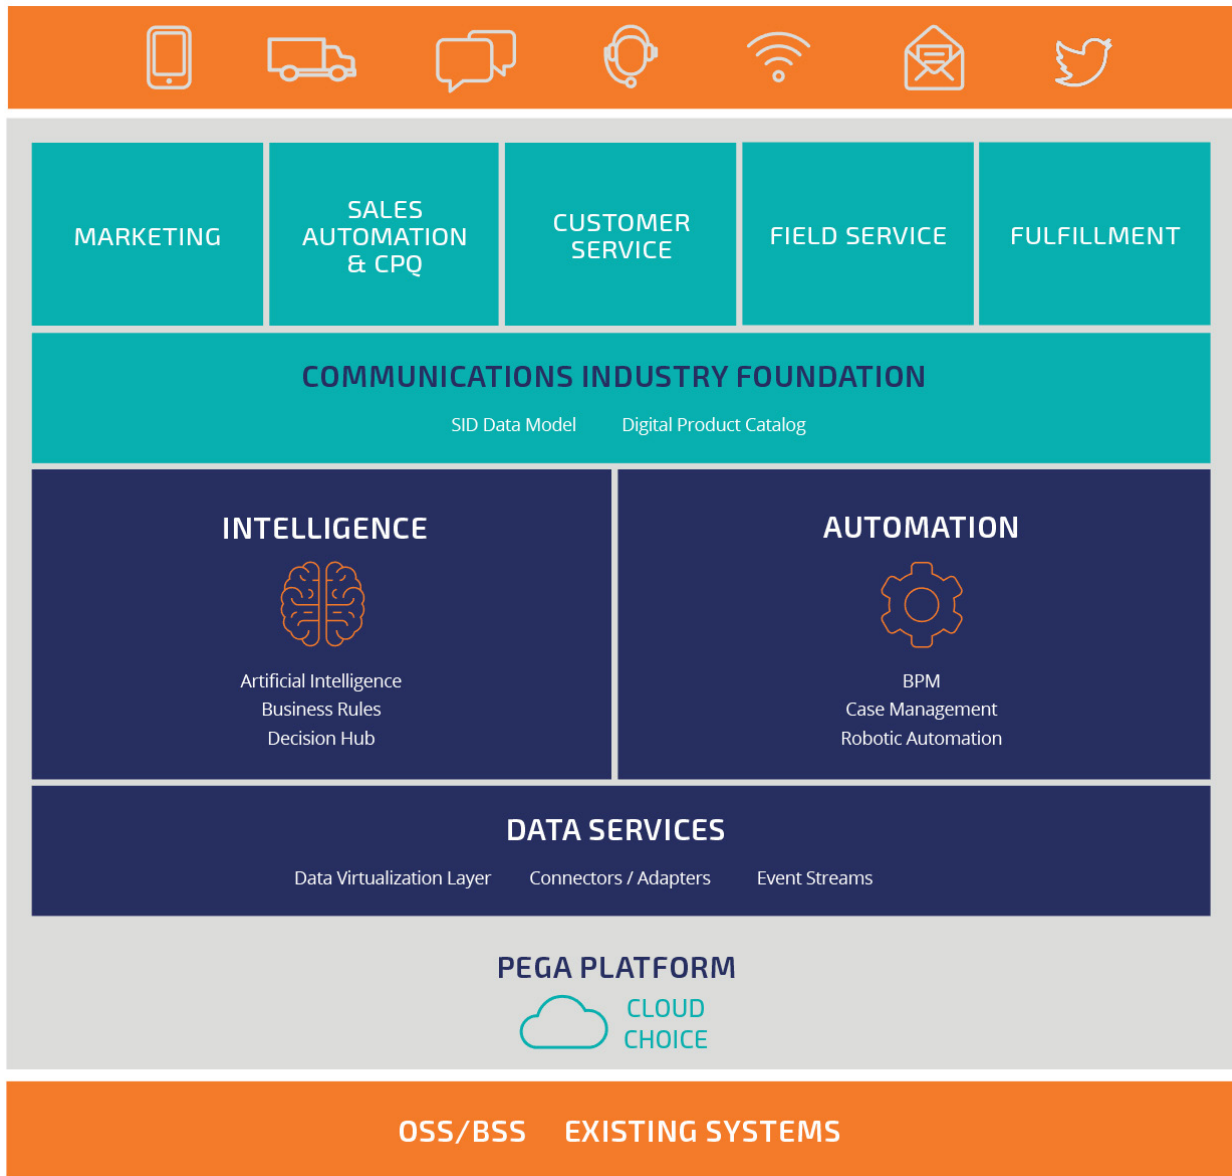 MARKETING
SALES
AUTOMATION
& CPQ
CUSTOMER
SERVICE
FIELD SERVICE
FULFILLMENT
COMMUNICATIONS INDUSTRY FOUNDATION
SID Data Model Digital Product Catalog
INTELLIGENCE
Artificial Intelligence
Business Rules
Decision Hub
AUTOMATION
BPM
Case Management
Robotic Automation
DATA SERVICES
Data Virtualization Layer Connectors / Adapters Event Streams
PEGA PLATFORM
CLOUD
CHOICE
OSS/BSS EXISTING SYSTEMS